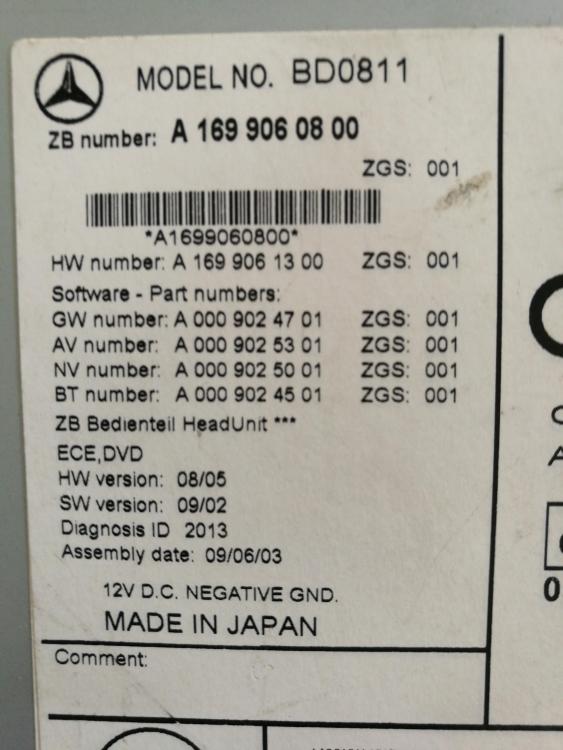 MODEL NO. BD0811
ZB number: A 169 906 08 00
ZGS: 001
*A1699060800*
HW number: A 169 906 13 00 ZGS: 001
Software - Part numbers:
GW number: A 000 902 47 01 ZGS: 001
AV number: A 000 902 53 01 ZGS: 001
NV number: A 000 902 50 01 ZGS: 001
BT number: A 000 902 45 01 ZGS: 001
ZB Bedienteil HeadUnit ***
ECE,DVD
HW version: 08/05
SW version: 09/02
Diagnosis ID 2013
Assembly date: 09/06/03
12V D.C. NEGATIVE GND.
MADE IN JAPAN
Comment: